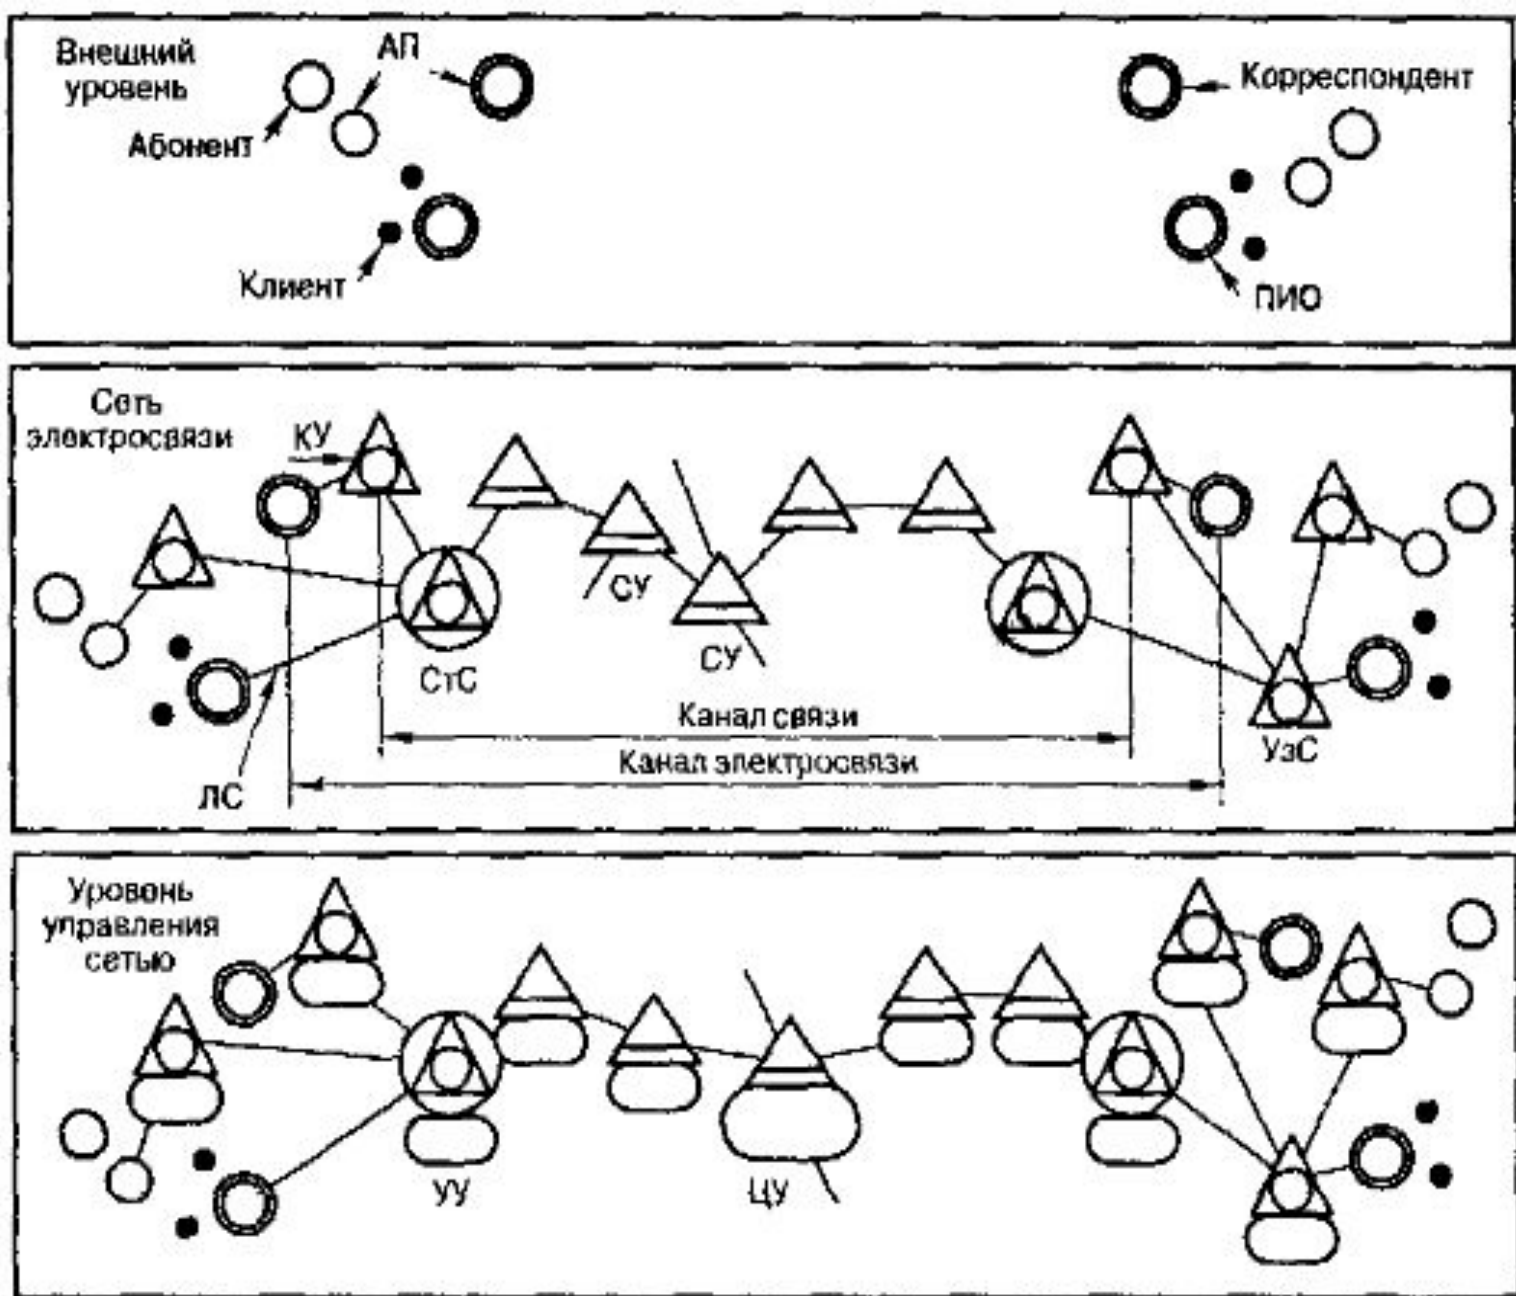 Внешний
уровень
АП
Абонент
Клиент
Корреспондент
ПИО
Сеть
электросвязи
КУ
СУ
СУ
СтС
Канал связи
Канал электросвязи
ЛС
УзС
Уровень
управления
сетью
УУ
ЦУ